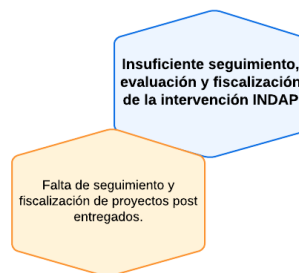 Insuficiente seguimiento,
evaluación y fiscalización
de la intervención INDAP
Falta de seguimiento y
fiscalización de proyectos post
entregados.